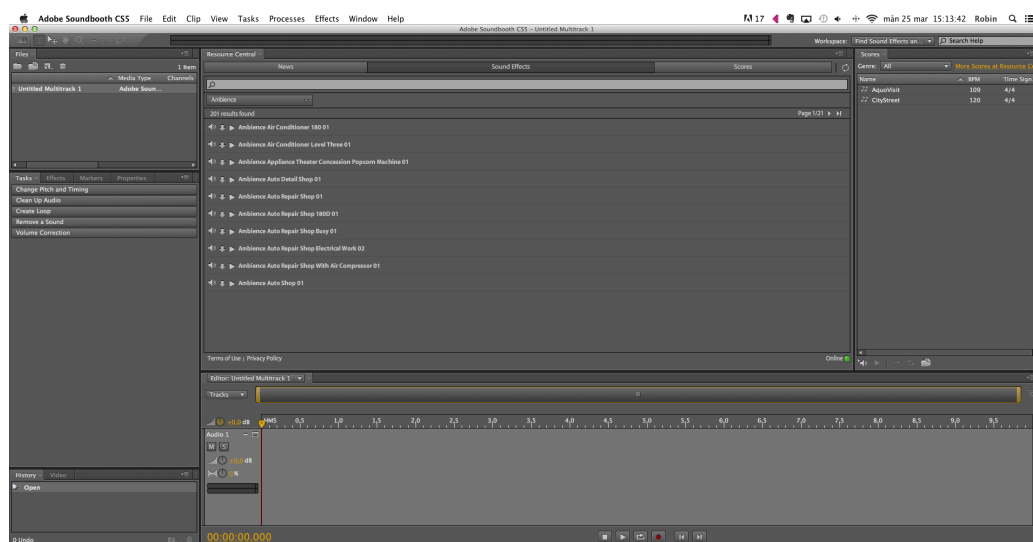 Adobe Soundbooth CS5 File Edit Clip View Tasks Processes Effects Window Help 17 mån 25 mar 15:13:42 Robin
Adobe Soundbooth CS5 - Untitled Multitrack 1
Workspace: Find Sound Effects an... Search Help
Files
1 Item
Media Type Channels
Untitled Multitrack 1 Adobe Soun...
Tasks Effects Markers Properties
Change Pitch and Timing
Clean Up Audio
Create Loop
Remove a Sound
Volume Correction
History Video
Open
0 Undo
Resource Central
News Sound Effects Scores
Ambience
201 results found Page 1/21
Ambience Air Conditioner 180 01
Ambience Air Conditioner Level Three 01
Ambience Appliance Theater Concession Popcorn Machine 01
Ambience Auto Detail Shop 01
Ambience Auto Repair Shop 01
Ambience Auto Repair Shop 180D 01
Ambience Auto Repair Shop Busy 01
Ambience Auto Repair Shop Electrical Work 02
Ambience Auto Repair Shop With Air Compressor 01
Ambience Auto Shop 01
Terms of Use | Privacy Policy Online
Scores
Genre: All More Scores at Resource Ce
Name BPM Time Sign
AquoVisit 109 4/4
CityStreet 120 4/4
Editor: Untitled Multitrack 1
Tracks
+0,0 dB HMS 0,5 1,0 1,5 2,0 2,5 3,0 3,5 4,0 4,5 5,0 5,5 6,0 6,5 7,0 7,5 8,0 8,5 9,0 9,5
Audio 1
M S
+0,0 dB
0 %
00:00:00.000